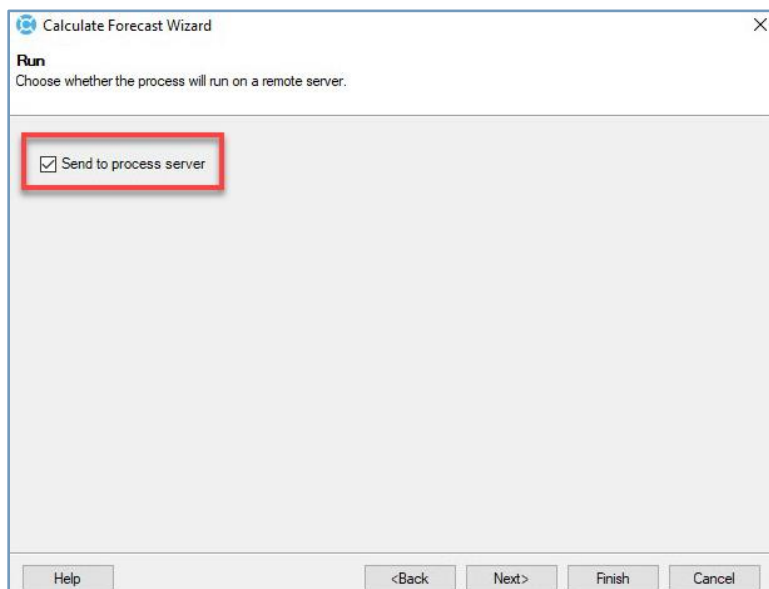 Calculate Forecast Wizard
Run
Choose whether the process will run on a remote server.
Send to process server
Help <Back Next> Finish Cancel